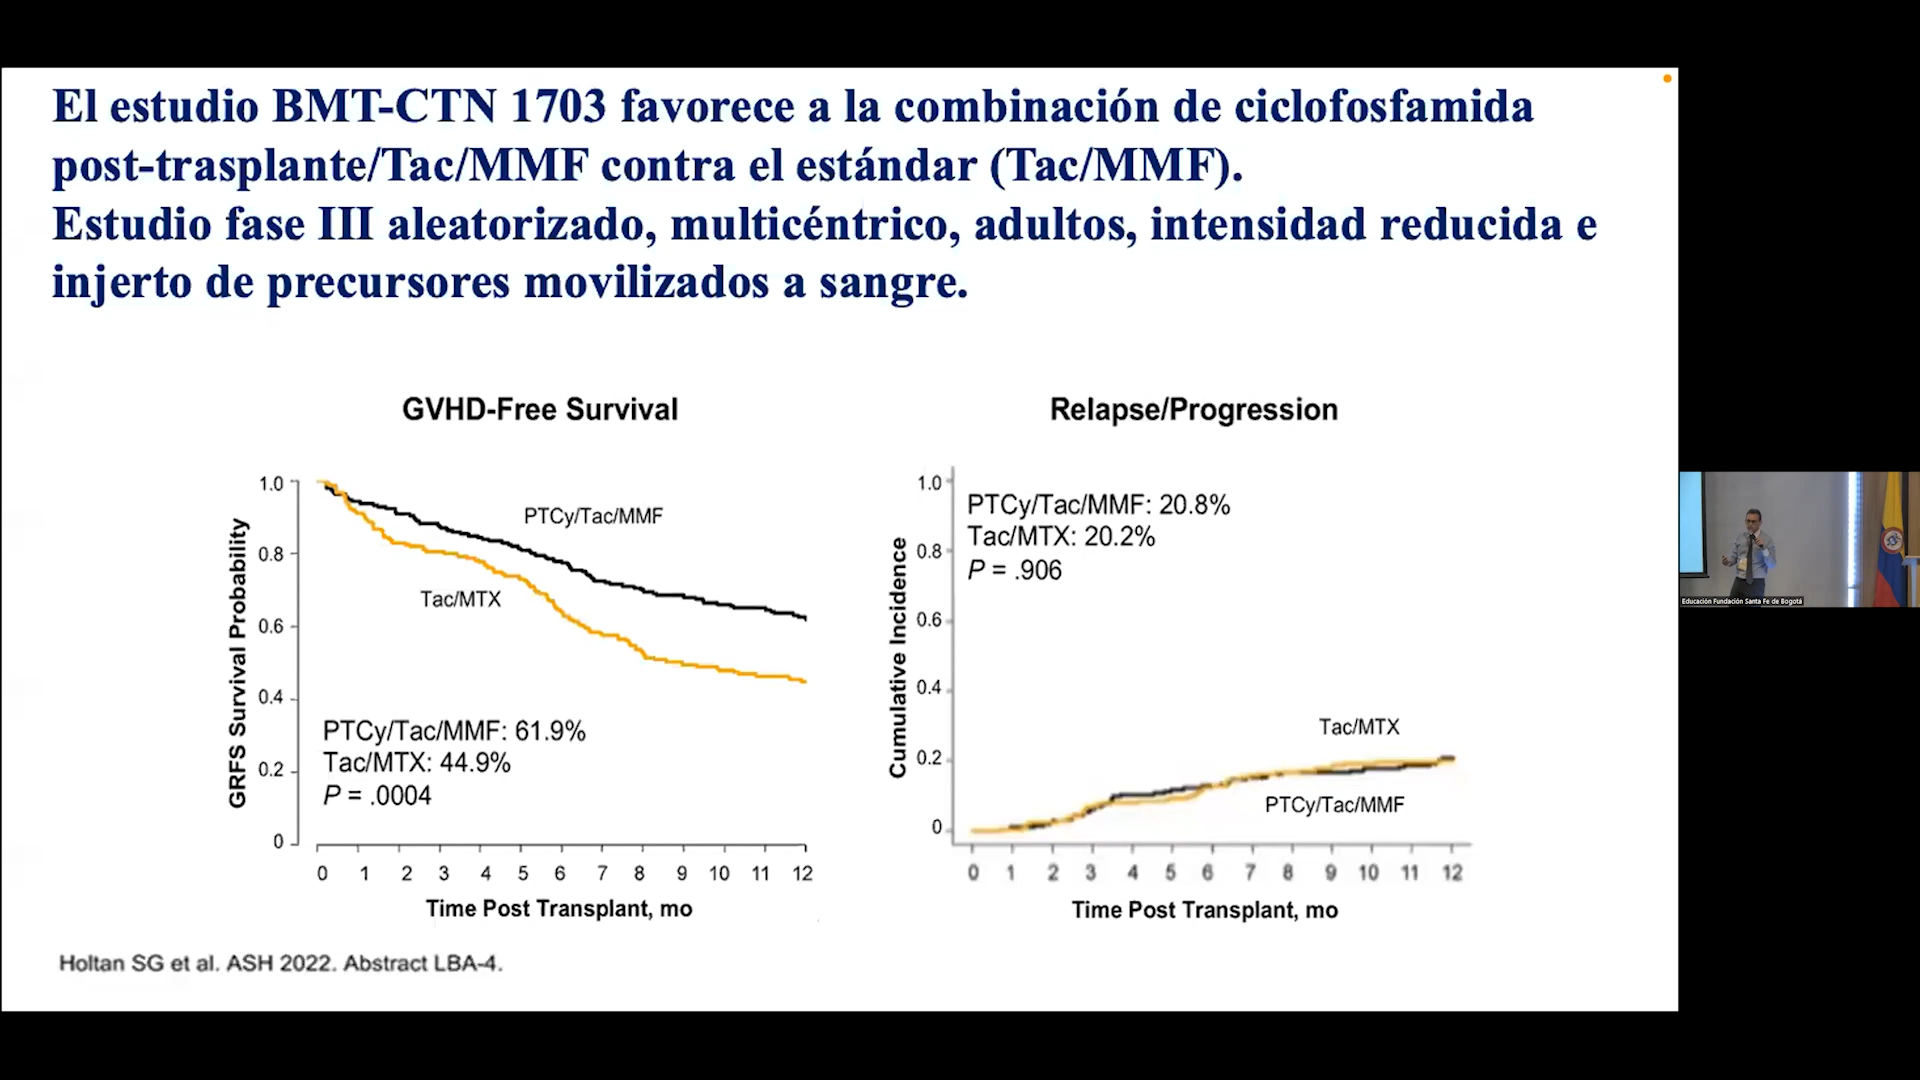 El estudio BMT-CTN 1703 favorece a la combinación de ciclofosfamida
post-trasplante/Tac/MMF contra el estándar (Tac/MMF).
Estudio fase III aleatorizado, multicéntrico, adultos, intensidad reducida e
injerto de precursores movilizados a sangre.
GVHD-Free Survival
GRFS Survival Probability
1.0
0.8
0.6
0.4
0.2
0
PTCy/Tac/MMF
Tac/MTX
PTCy/Tac/MMF: 61.9%
Tac/MTX: 44.9%
P = .0004
0 1 2 3 4 5 6 7 8 9 10 11 12
Time Post Transplant, mo
Relapse/Progression
Cumulative Incidence
1.0
0.8
0.6
0.4
0.2
0
PTCy/Tac/MMF: 20.8%
Tac/MTX: 20.2%
P = .906
Tac/MTX
PTCy/Tac/MMF
0 1 2 3 4 5 6 7 8 9 10 11 12
Time Post Transplant, mo
Holtan SG et al. ASH 2022. Abstract LBA-4.
Educación Fundación Santa Fe de Bogotá